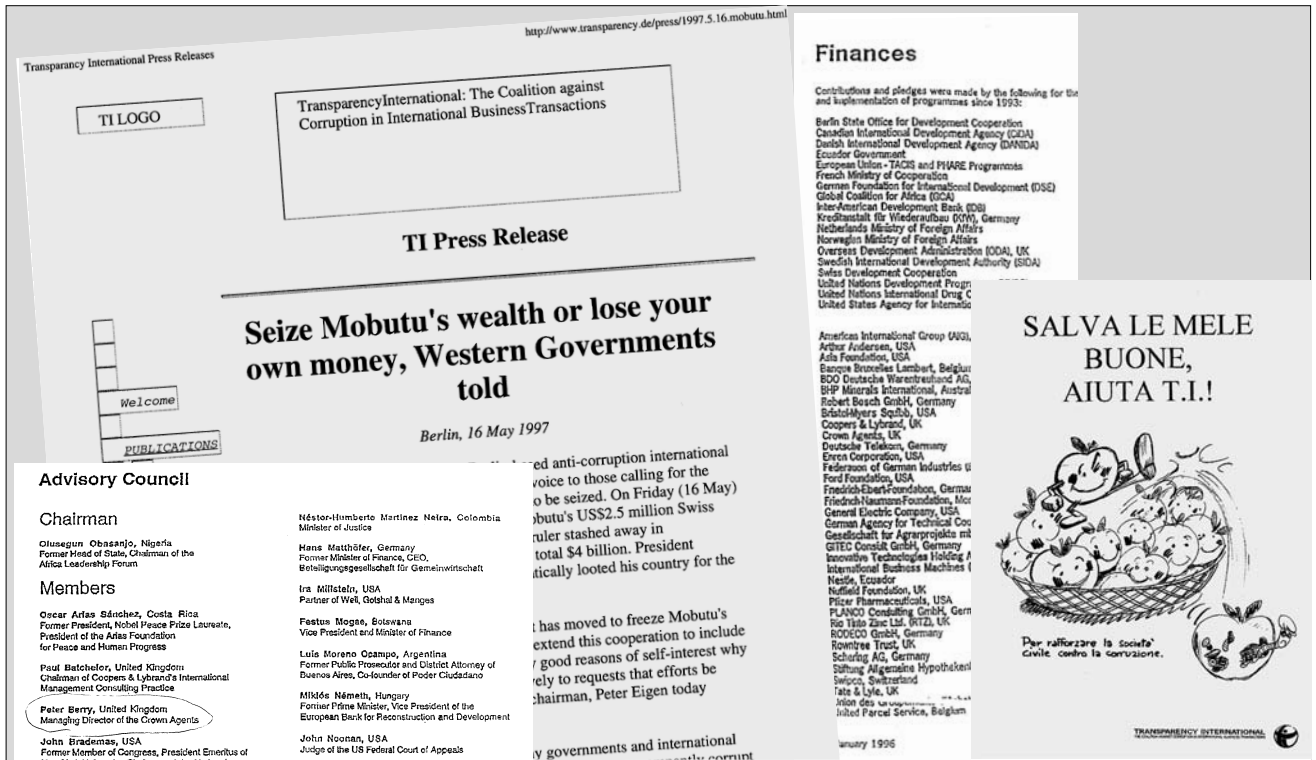 http://www.transparency.de/press/1997.5.16.mobutu.html
Transparancy International Press Releases
TI LOGO
TransparencyInternational: The Coalition against
Corruption in International BusinessTransactions
TI Press Release
Seize Mobutu's wealth or lose your
own money, Western Governments
told
Berlin, 16 May 1997
Welcome
PUBLICATIONS
anti-corruption international
voice to those calling for the
o be seized. On Friday (16 May)
obutu's US$2.5 million Swiss
ruler stashed away in
total $4 billion. President
tically looted his country for the
t has moved to freeze Mobutu's
extend this cooperation to include
good reasons of self-interest why
vely to requests that efforts be
chairman, Peter Eigen today
y governments and international
Advisory Council
Chairman
Olusegun Obasanjo, Nigeria
Former Head of State, Chairman of the
Africa Leadership Forum
Members
Oscar Arias Sánchez, Costa Rica
Former President, Nobel Peace Prize Laureate,
President of the Arias Foundation
for Peace and Human Progress
Paul Batchelor, United Kingdom
Chairman of Coopers & Lybrand's International
Management Consulting Practice
Peter Berry, United Kingdom
Managing Director of the Crown Agents
John Brademas, USA
Former Member of Congress, President Emeritus of
Néstor-Humberto Martinez Neira, Colombia
Minister of Justice
Hans Matthöfer, Germany
Former Minister of Finance, CEO,
Beteiligungsgesellschaft für Gemeinwirtschaft
Ira Millstein, USA
Partner of Weil, Gotshal & Manges
Festus Mogae, Botswana
Vice President and Minister of Finance
Luis Moreno Ocampo, Argentina
Former Public Prosecutor and District Attorney of
Buenos Aires, Co-founder of Poder Ciudadano
Miklós Németh, Hungary
Former Prime Minister, Vice President of the
European Bank for Reconstruction and Development
John Noonan, USA
Judge of the US Federal Court of Appeals
Finances
Contributions and pledges were made by the following for the
and implementation of programmes since 1993:
Berlin State Office for Development Cooperation
Canadian International Development Agency (CIDA)
Danish International Development Agency (DANIDA)
Ecuador Government
European Union - TACIS and PHARE Programmes
French Ministry of Cooperation
German Foundation for International Development (DSE)
Global Coalition for Africa (GCA)
Inter-American Development Bank (IDB)
Kreditanstalt für Wiederaufbau (KfW), Germany
Netherlands Ministry of Foreign Affairs
Norwegian Ministry of Foreign Affairs
Overseas Development Administration (ODA), UK
Swedish International Development Authority (SIDA)
Swiss Development Cooperation
United Nations Development Progr
United Nations International Drug C
United States Agency for Internatio
American International Group (AIG),
Arthur Andersen, USA
Asia Foundation, USA
Banque Bruxelles Lambert, Belgiu
BDO Deutsche Warentreuhand AG,
BHP Minerals International, Austral
Robert Bosch GmbH, Germany
Bristol-Myers Squibb, USA
Coopers & Lybrand, UK
Crown Agents, UK
Deutsche Telekom, Germany
Enron Corporation, USA
Federation of German Industries
Ford Foundation, USA
Friedrich-Ebert-Foundation, Germa
Friedrich-Naumann-Foundation,
General Electric Company, USA
German Agency for Technical Coo
Gesellschaft fur Agrarprojekte
GITEC Consult GmbH, Germany
Innovative Technologies Holding A
International Business Machines (
Nestle, Ecuador
Nuffield Foundation, UK
Pfizer Pharmaceuticals, USA
PLANCO Consulting GmbH, Germ
Rio Tinto Zinc Ltd. (RTZ), UK
RODECO GmbH, Germany
Rowntree Trust, UK
Schering AG, Germany
Stiftung Allgemeine Hypothekenl
Swipco, Switzerland
Tate & Lyle, UK
Union des
United Parcel Service, Belgium
January 1996
SALVA LE MELE
BUONE,
AIUTA T.I.!
Per rafforzare la società
civile contro la corruzione.
TRANSPARENCY INTERNATIONAL